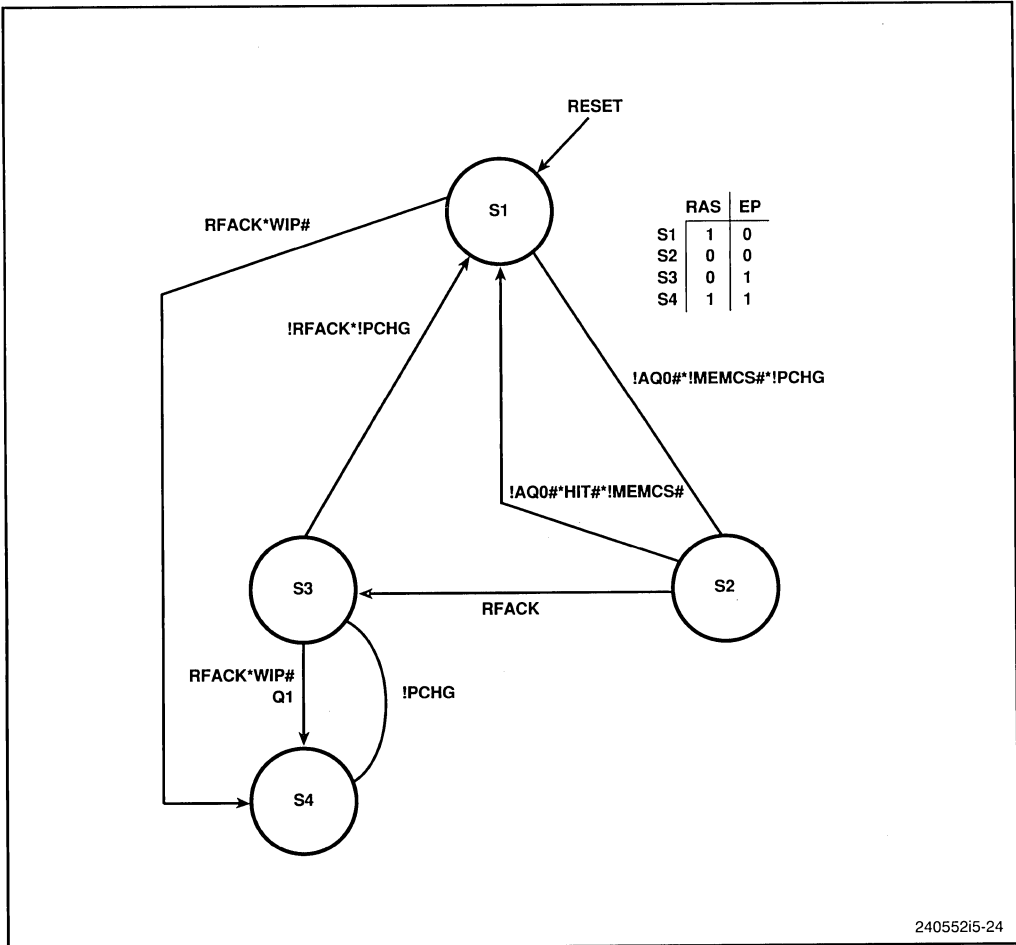 RESET
S1
RFACK*WIP#
RAS EP
S1 1 0
S2 0 0
S3 0 1
S4 1 1
!RFACK*!PCHG
!AQ0#*!MEMCS#*!PCHG
!AQ0#*HIT#*!MEMCS#
S3
S2
RFACK
RFACK*WIP#
Q1
!PCHG
S4
240552i5-24